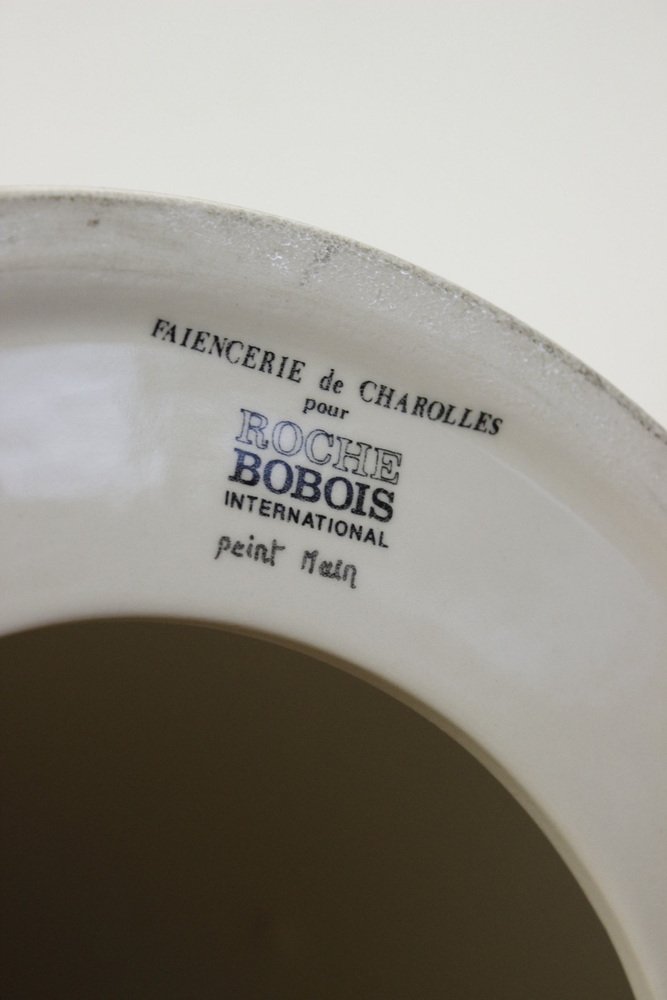 FAIENCERIE de CHAROLLES
pour
ROCHE
BOBOIS
INTERNATIONAL
peint Main